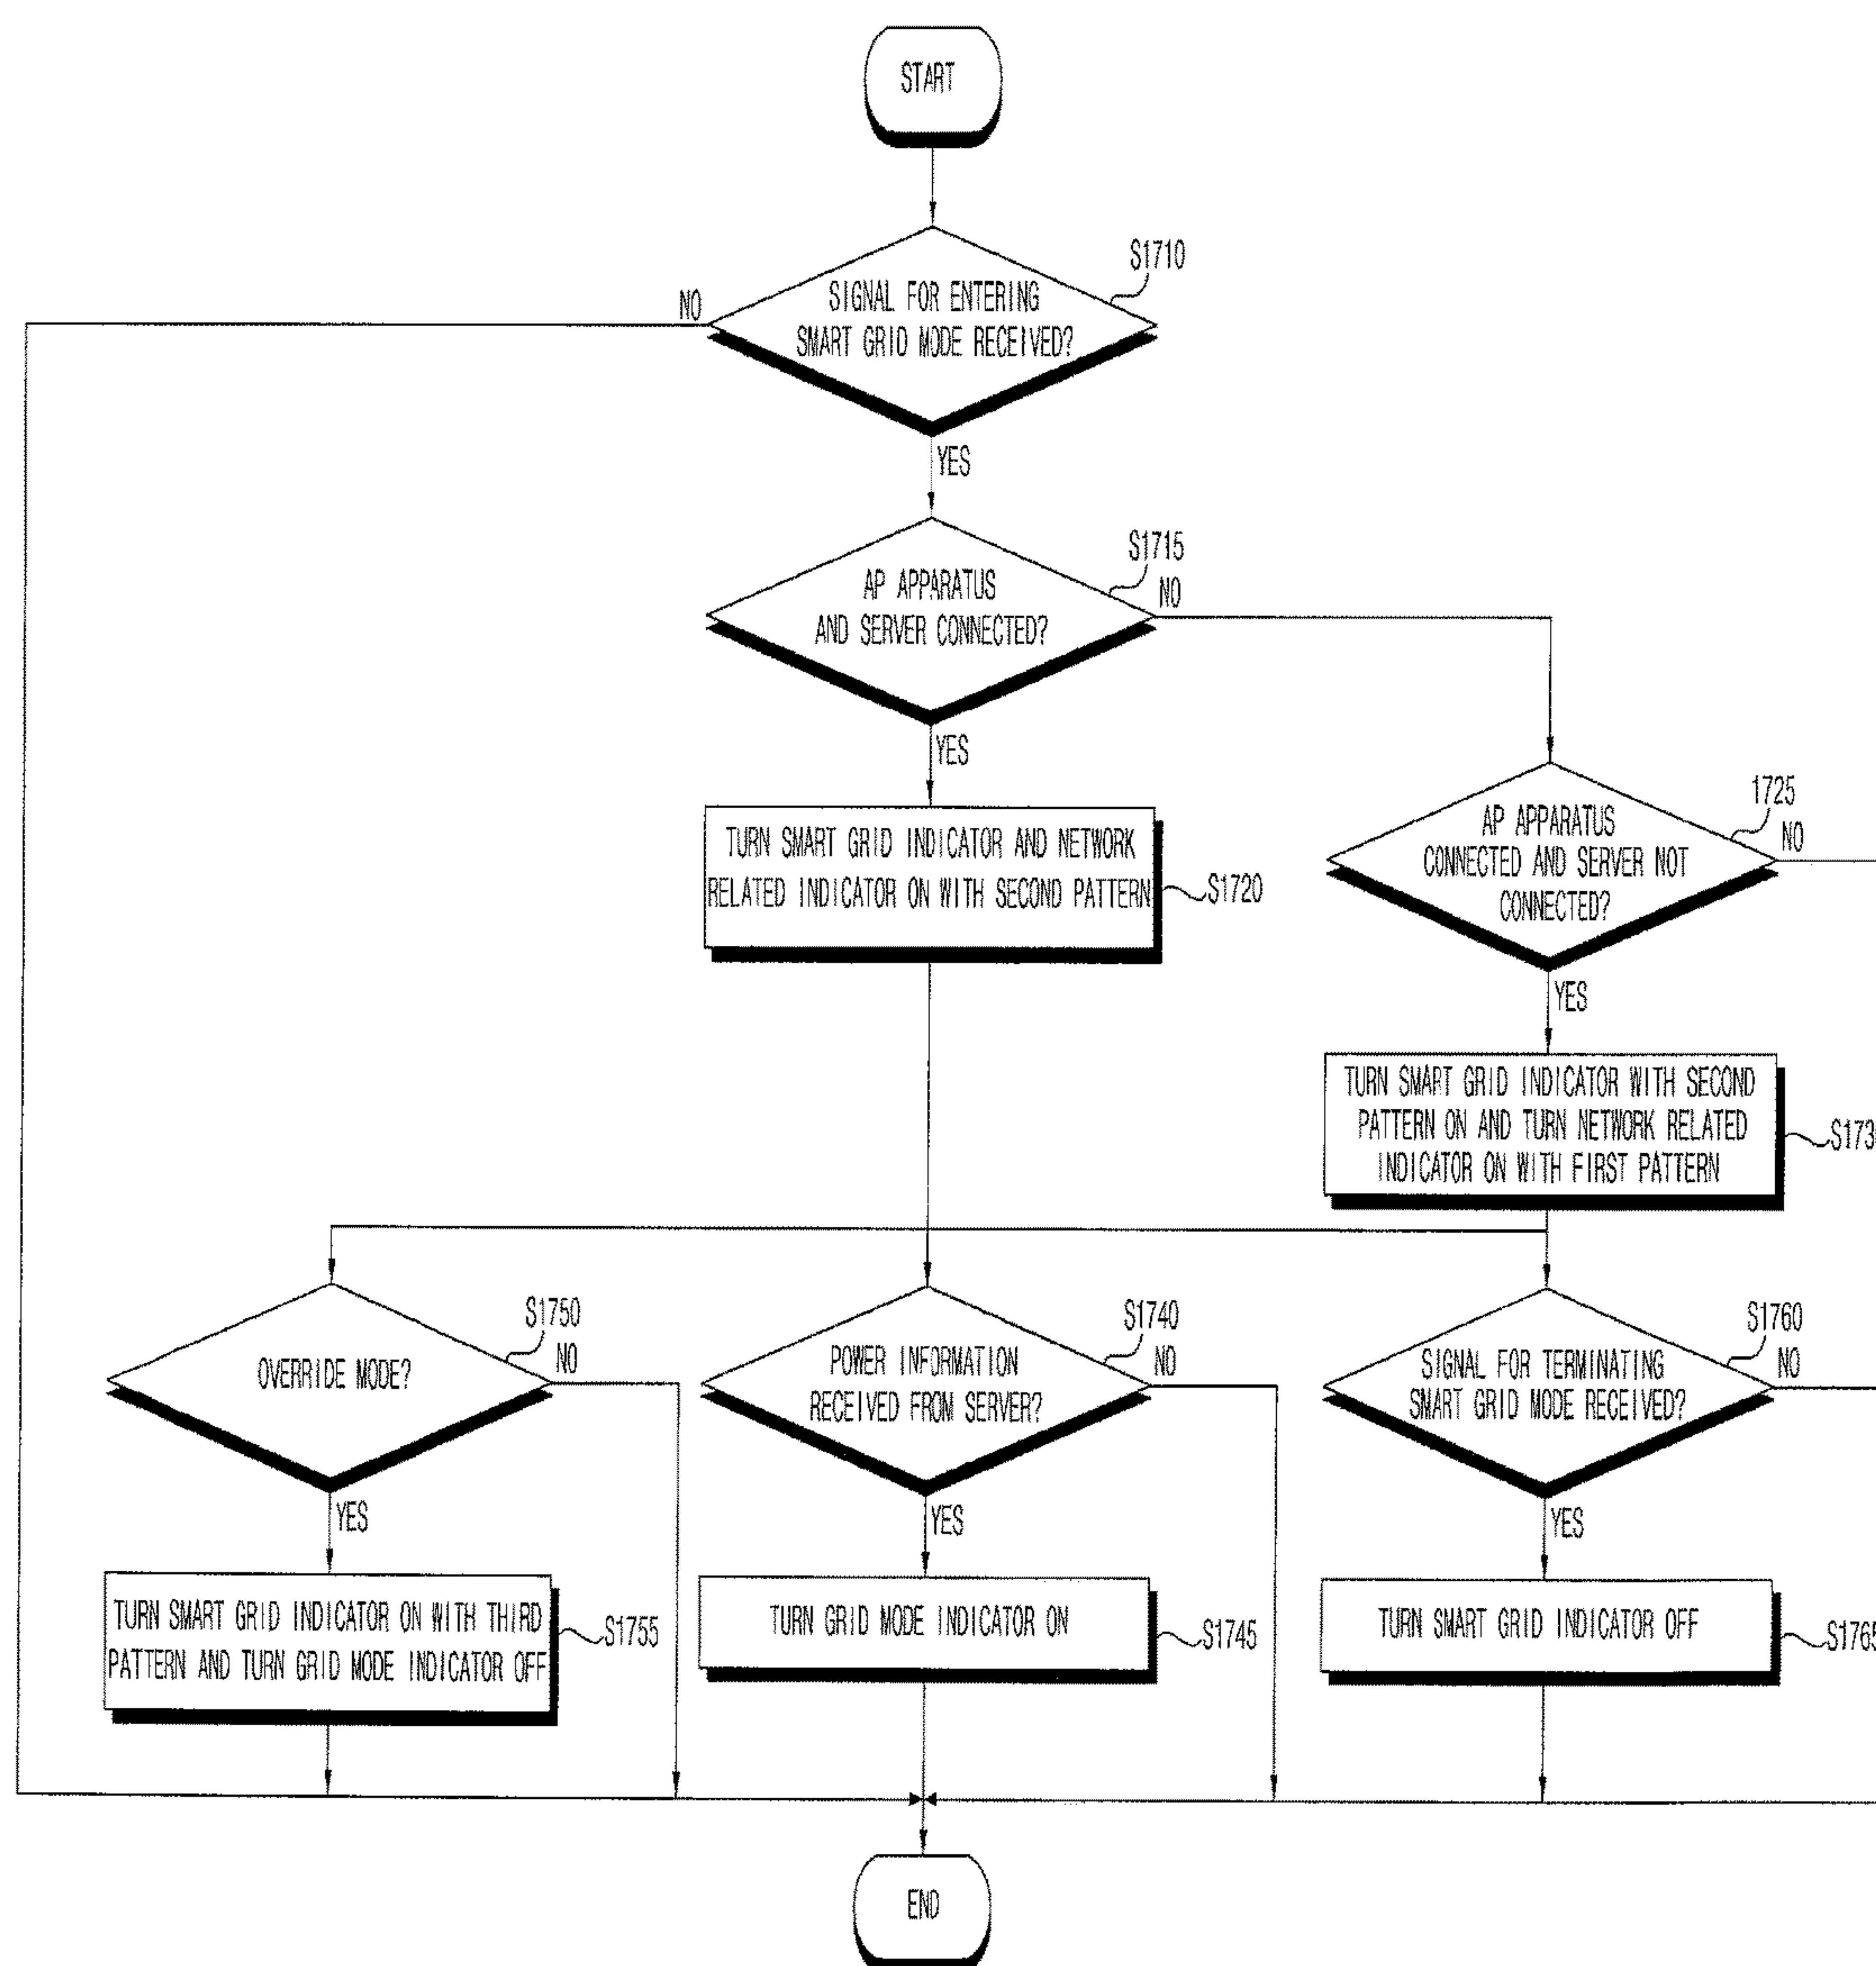 START
S1710
NO
SIGNAL FOR ENTERING
SMART GRID MODE RECEIVED?
YES
S1715
NO
AP APPARATUS
AND SERVER CONNECTED?
YES
1725
NO
AP APPARATUS
CONNECTED AND SERVER NOT
CONNECTED?
TURN SMART GRID INDICATOR AND NETWORK
RELATED INDICATOR ON WITH SECOND PATTERN
S1720
YES
TURN SMART GRID INDICATOR WITH SECOND
PATTERN ON AND TURN NETWORK RELATED
INDICATOR ON WITH FIRST PATTERN
S173
S1750
NO
OVERRIDE MODE?
YES
S1740
NO
POWER INFORMATION
RECEIVED FROM SERVER?
YES
S1760
NO
SIGNAL FOR TERMINATING
SMART GRID MODE RECEIVED?
YES
TURN SMART GRID INDICATOR ON WITH THIRD
PATTERN AND TURN GRID MODE INDICATOR OFF
S1755
TURN GRID MODE INDICATOR ON
S1745
TURN SMART GRID INDICATOR OFF
S1765
END